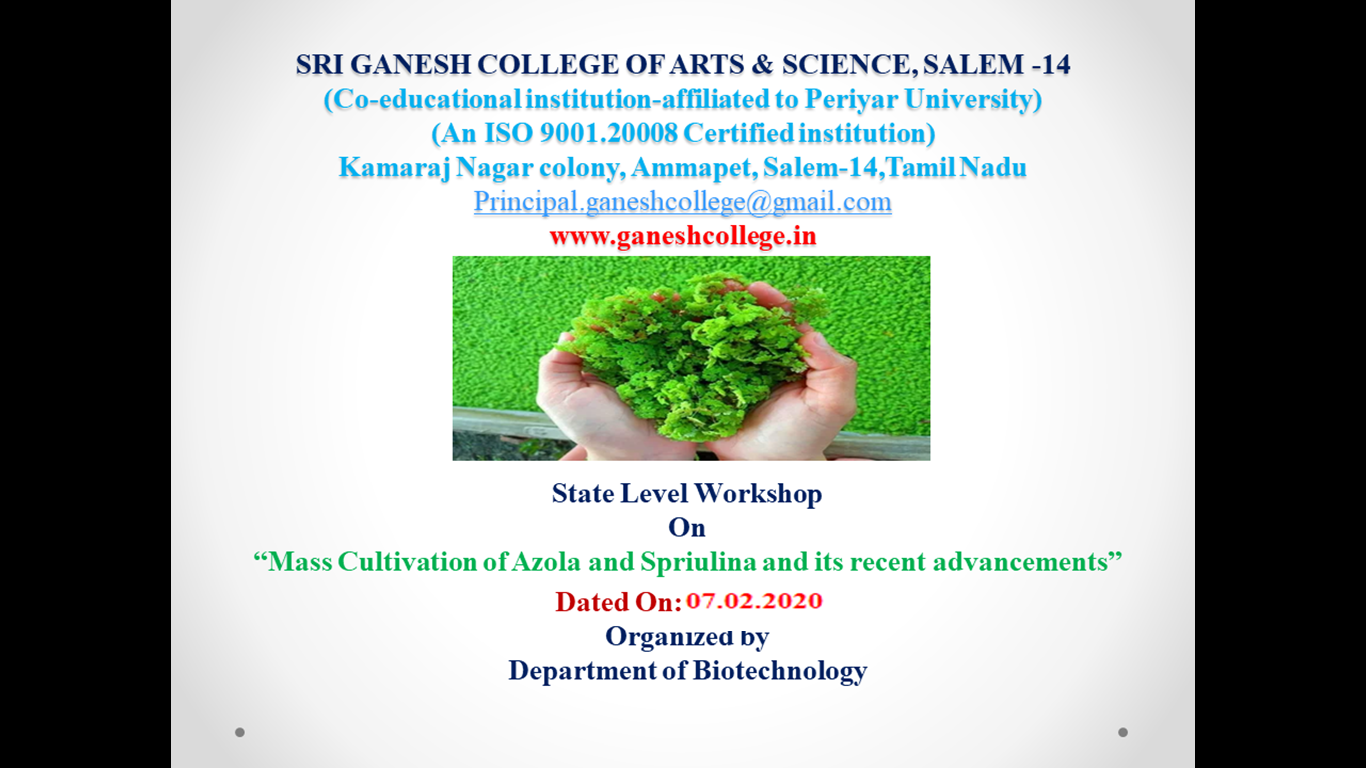 SRI GANESH COLLEGE OF ARTS & SCIENCE, SALEM -14
(Co-educational institution-affiliated to Periyar University)
(An ISO 9001.20008 Certified institution)
Kamaraj Nagar colony, Ammapet, Salem-14,Tamil Nadu
Principal.ganeshcollege@gmail.com
www.ganeshcollege.in
State Level Workshop
On
“Mass Cultivation of Azola and Spriulina and its recent advancements”
Dated On: 07.02.2020
Organized by
Department of Biotechnology